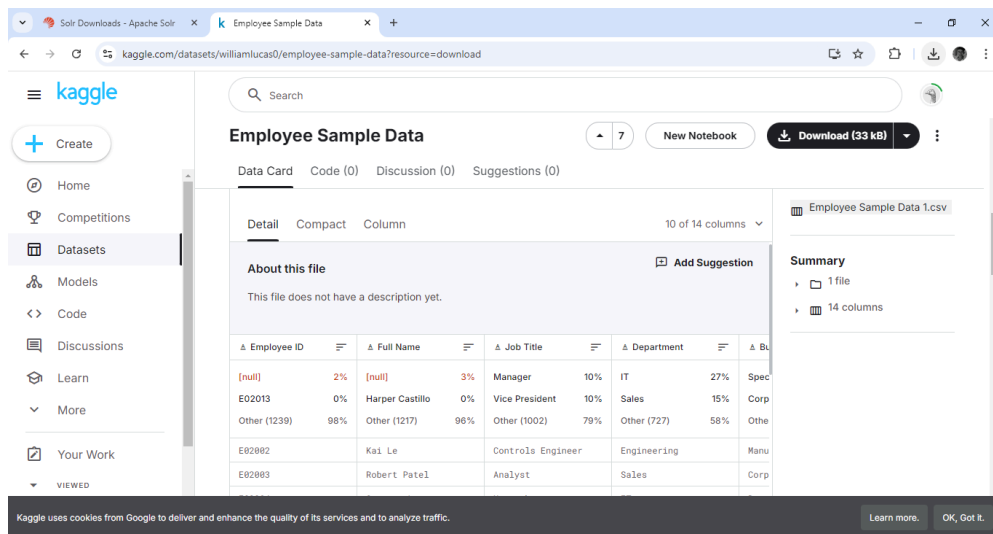 Solr Downloads - Apache Solr
Employee Sample Data
kaggle.com/datasets/williamlucas0/employee-sample-data?resource=download
kaggle
Search
Create
Home
Competitions
Datasets
Models
Code
Discussions
Learn
More
Your Work
VIEWED
Employee Sample Data
7
New Notebook
Download (33 kB)
Data Card Code (0) Discussion (0) Suggestions (0)
Detail Compact Column
10 of 14 columns
About this file
Add Suggestion
This file does not have a description yet.
Employee ID Full Name Job Title Department Bu
[null] 2% [null] 3% Manager 10% IT 27% Spec
E02013 0% Harper Castillo 0% Vice President 10% Sales 15% Corp
Other (1239) 98% Other (1217) 96% Other (1002) 79% Other (727) 58% Othe
E02002 Kai Le Controls Engineer Engineering Manu
E02003 Robert Patel Analyst Sales Corp
Employee Sample Data 1.csv
Summary
1 file
14 columns
Kaggle uses cookies from Google to deliver and enhance the quality of its services and to analyze traffic.
Learn more.
OK, Got it.